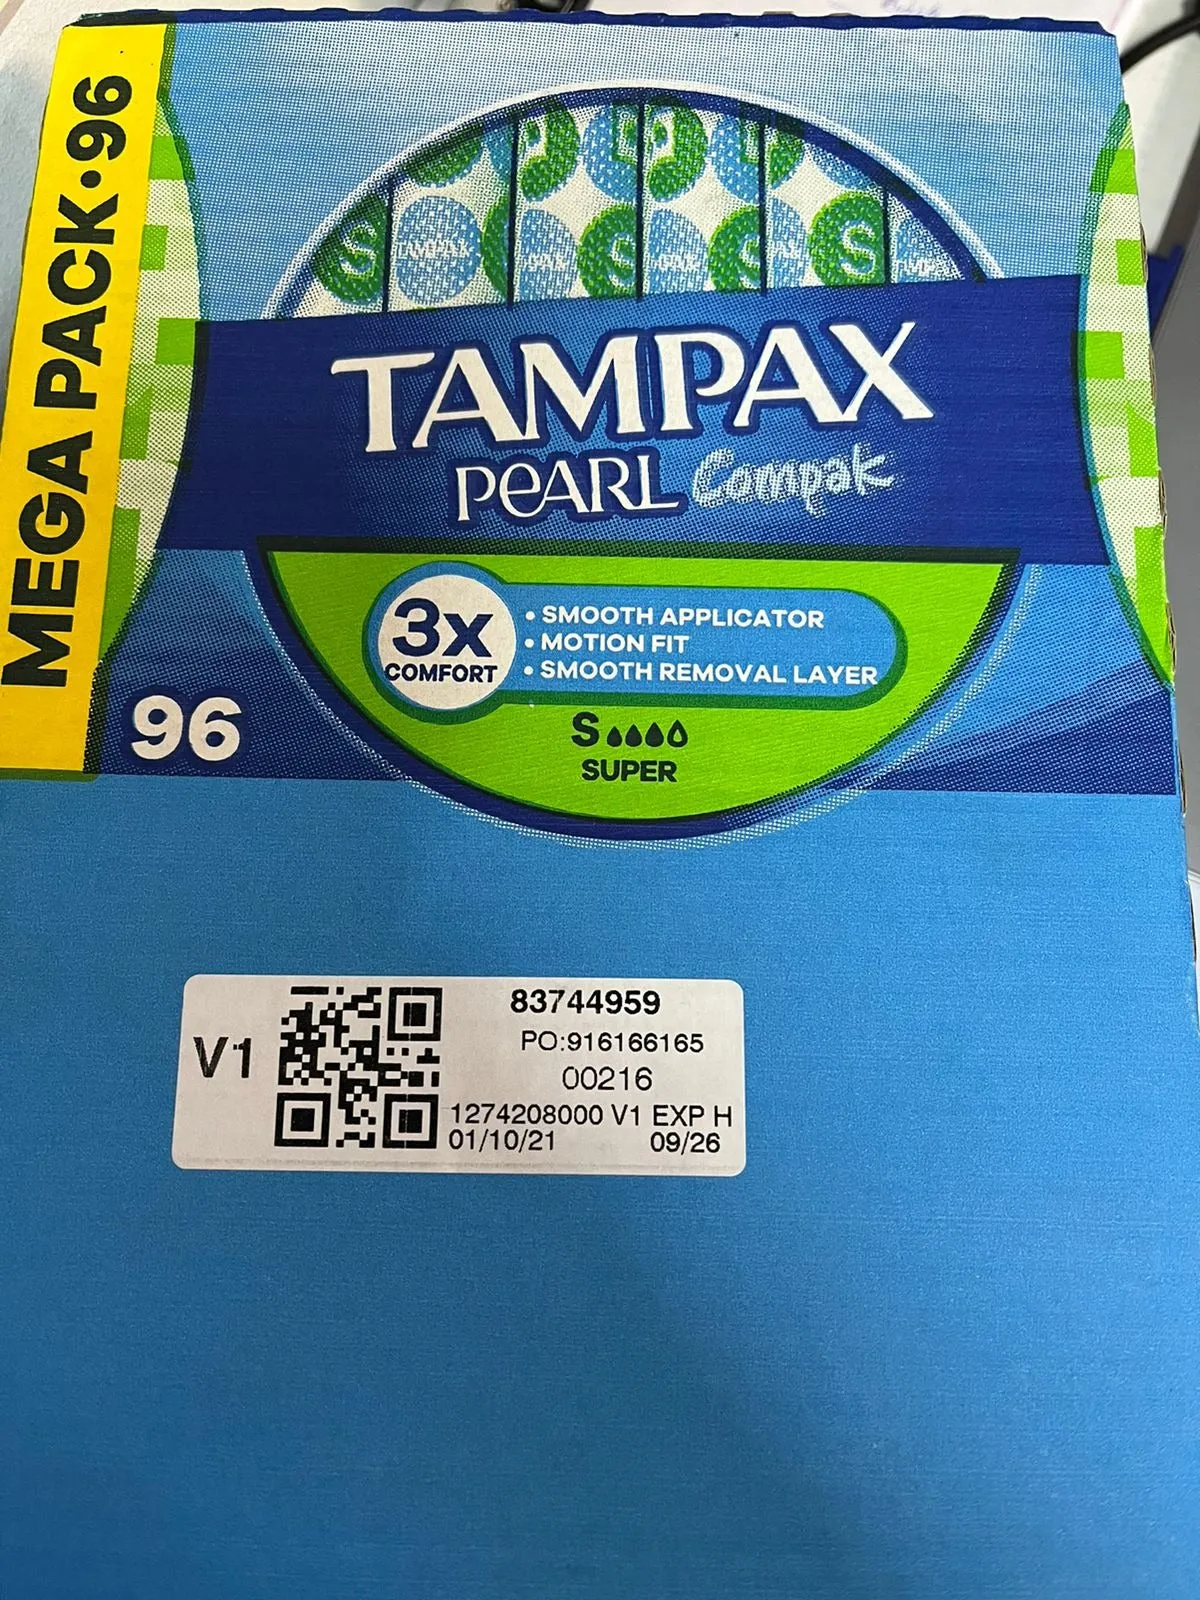 MEGA PACK•96
S
TAMPAX
S
S
S
TAMPAX
PEARL Compak
3x
COMFORT
• SMOOTH APPLICATOR
• MOTION FIT
• SMOOTH REMOVAL LAYER
S
SUPER
96
V1
83744959
PO:916166165
00216
1274208000 V1 EXP H
01/10/21 09/26